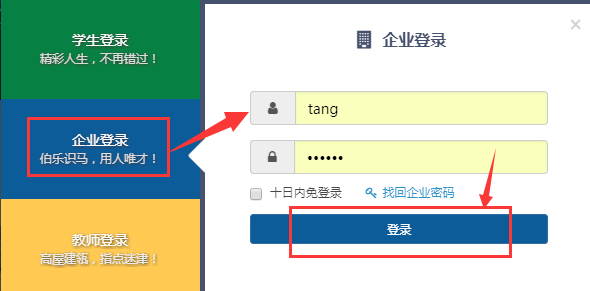 学生登录
精彩人生，不再错过！
企业登录
伯乐识马，用人唯才！
教师登录
高屋建瓴，指点迷津！
企业登录
×
tang
••••••
十日内免登录 找回企业密码
登录